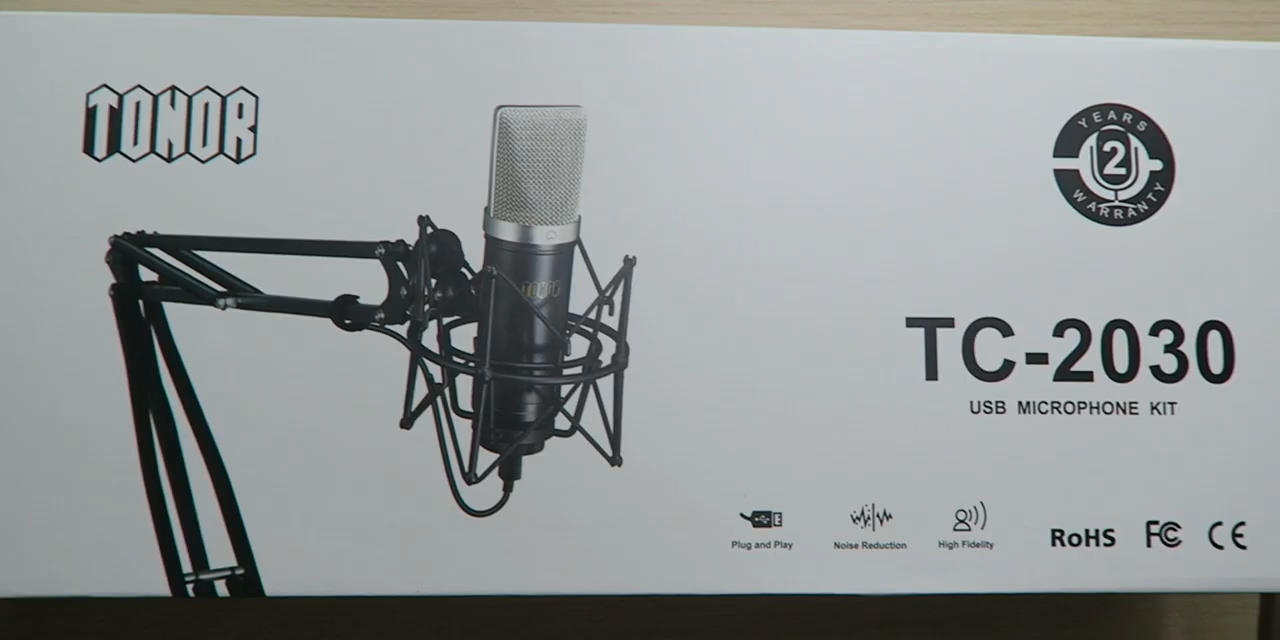 TONOR
TONOR
YEARS
2
WARRANTY
TC-2030
USB MICROPHONE KIT
Plug and Play
Noise Reduction
High Fidelity
RoHS
FC
CE